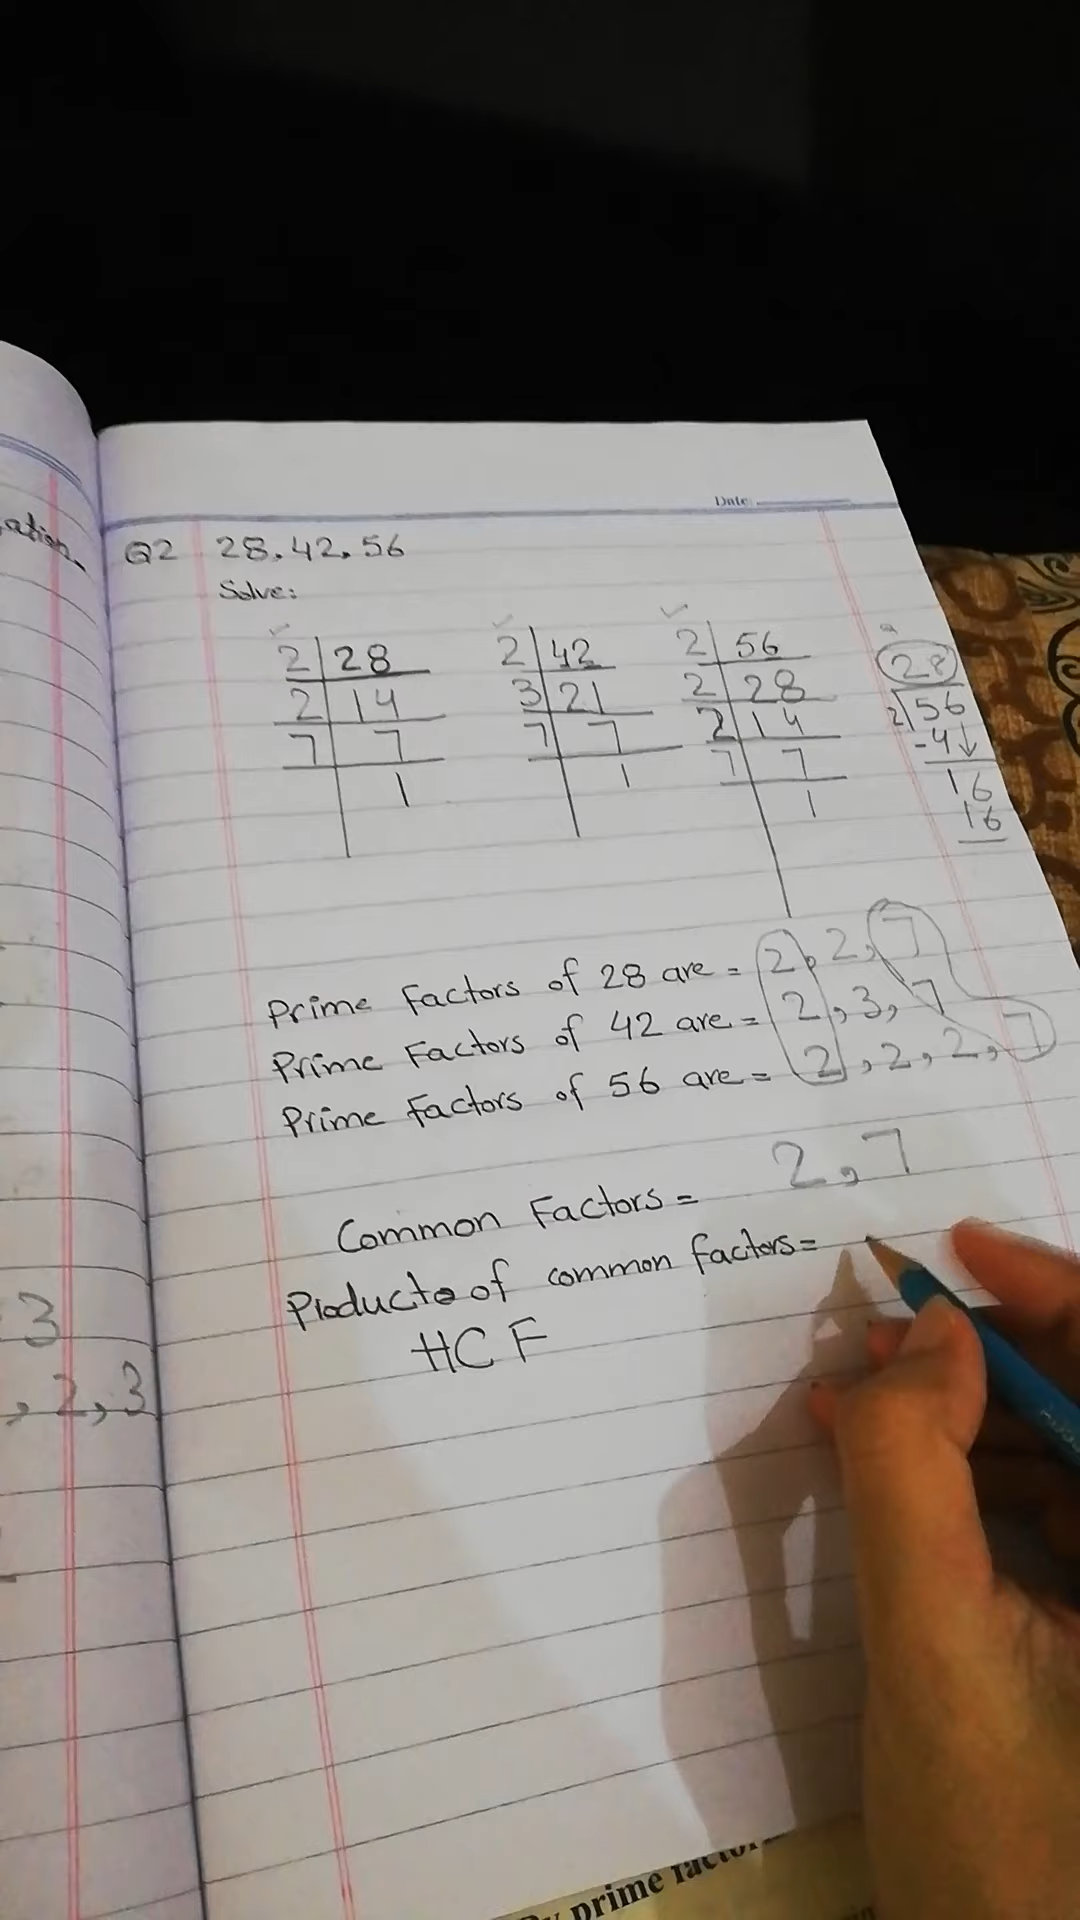 Date:
ation.
Q2 28.42.56
Solve:
2 28
2 14
7 7
1
2 42
3 21
7 7
1
2 56
2 28
2 14
7 7
1
28
2 56
-4↓
16
16
Prime Factors of 28 are = 2, 2, 7
Prime Factors of 42 are = 2, 3, 7
Prime Factors of 56 are = 2, 2, 2, 7
Common Factors = 2, 7
Products of common factors =
HCF
3
, 2, 3
By prime factor